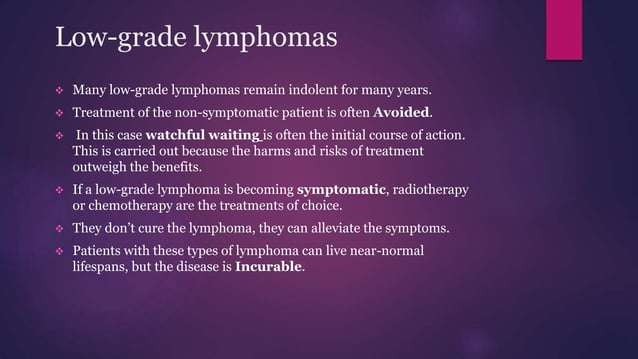 Low-grade lymphomas
❖ Many low-grade lymphomas remain indolent for many years.
❖ Treatment of the non-symptomatic patient is often Avoided.
❖ In this case watchful waiting is often the initial course of action.
This is carried out because the harms and risks of treatment
outweigh the benefits.
❖ If a low-grade lymphoma is becoming symptomatic, radiotherapy
or chemotherapy are the treatments of choice.
❖ They don't cure the lymphoma, they can alleviate the symptoms.
❖ Patients with these types of lymphoma can live near-normal
lifespans, but the disease is Incurable.